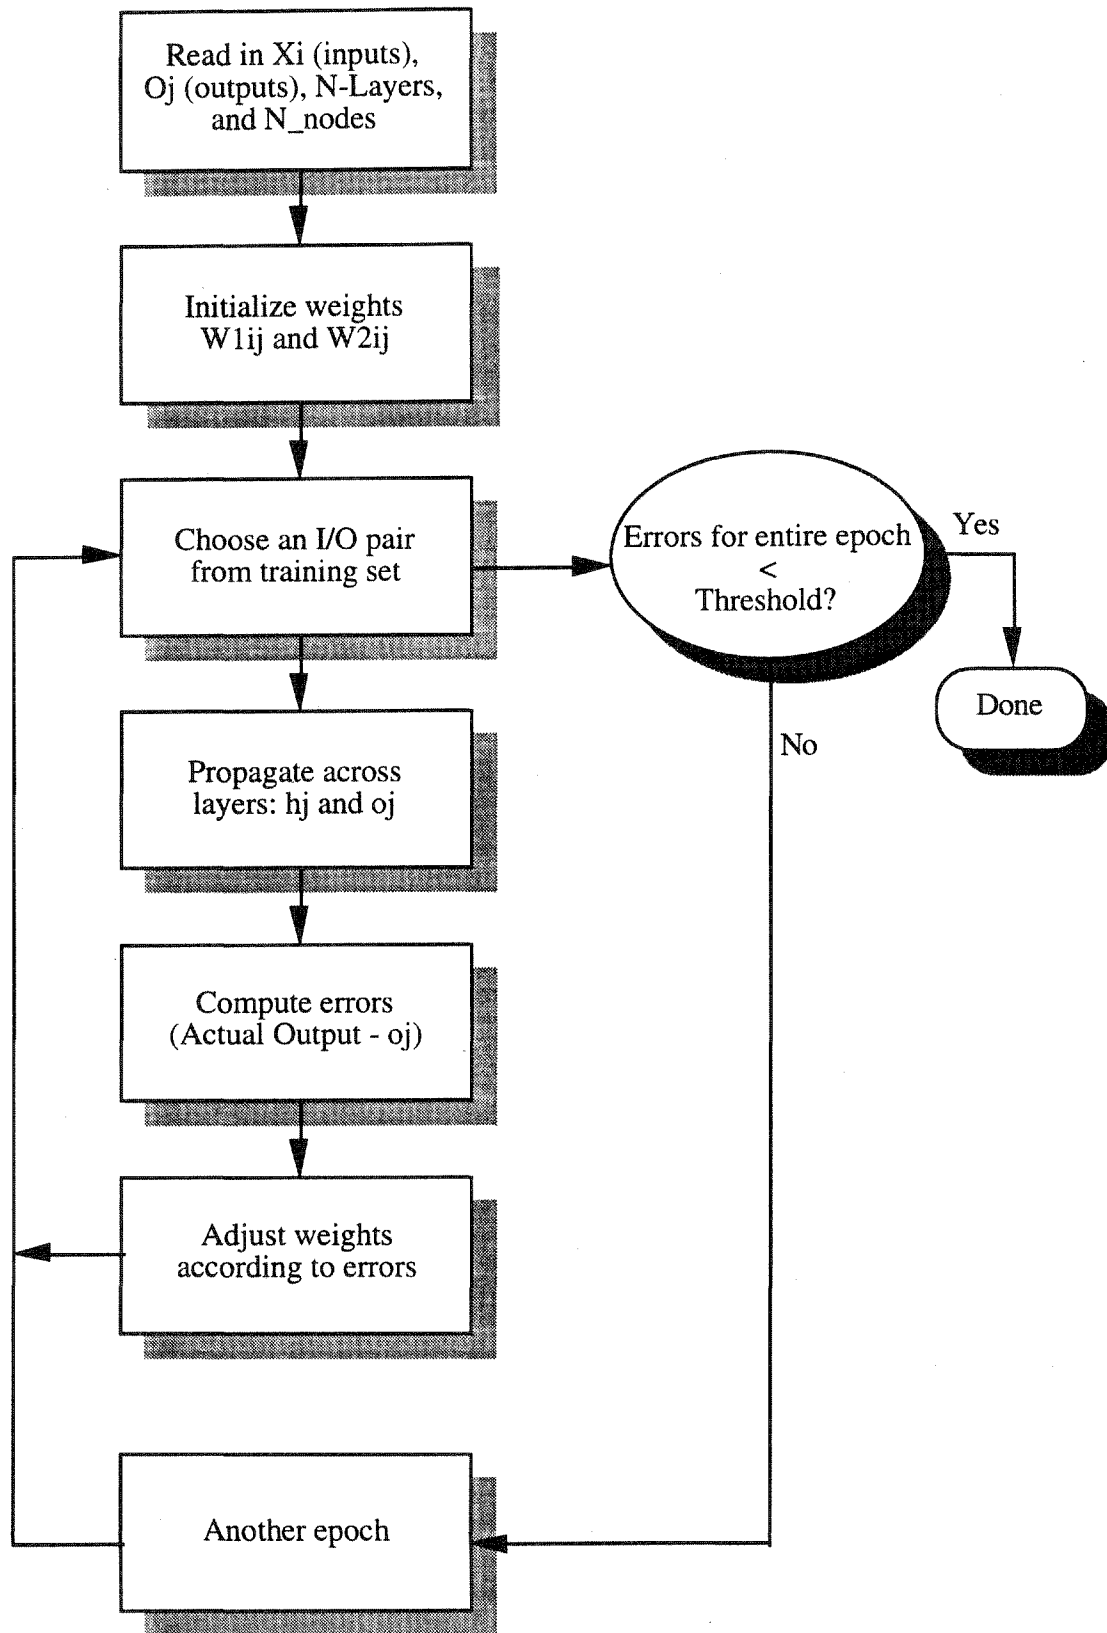 Read in Xi (inputs),
Oj (outputs), N-Layers,
and N_nodes
Initialize weights
W1ij and W2ij
Choose an I/O pair
from training set
Errors for entire epoch
<
Threshold?
Yes
Done
No
Propagate across
layers: hj and oj
Compute errors
(Actual Output - oj)
Adjust weights
according to errors
Another epoch